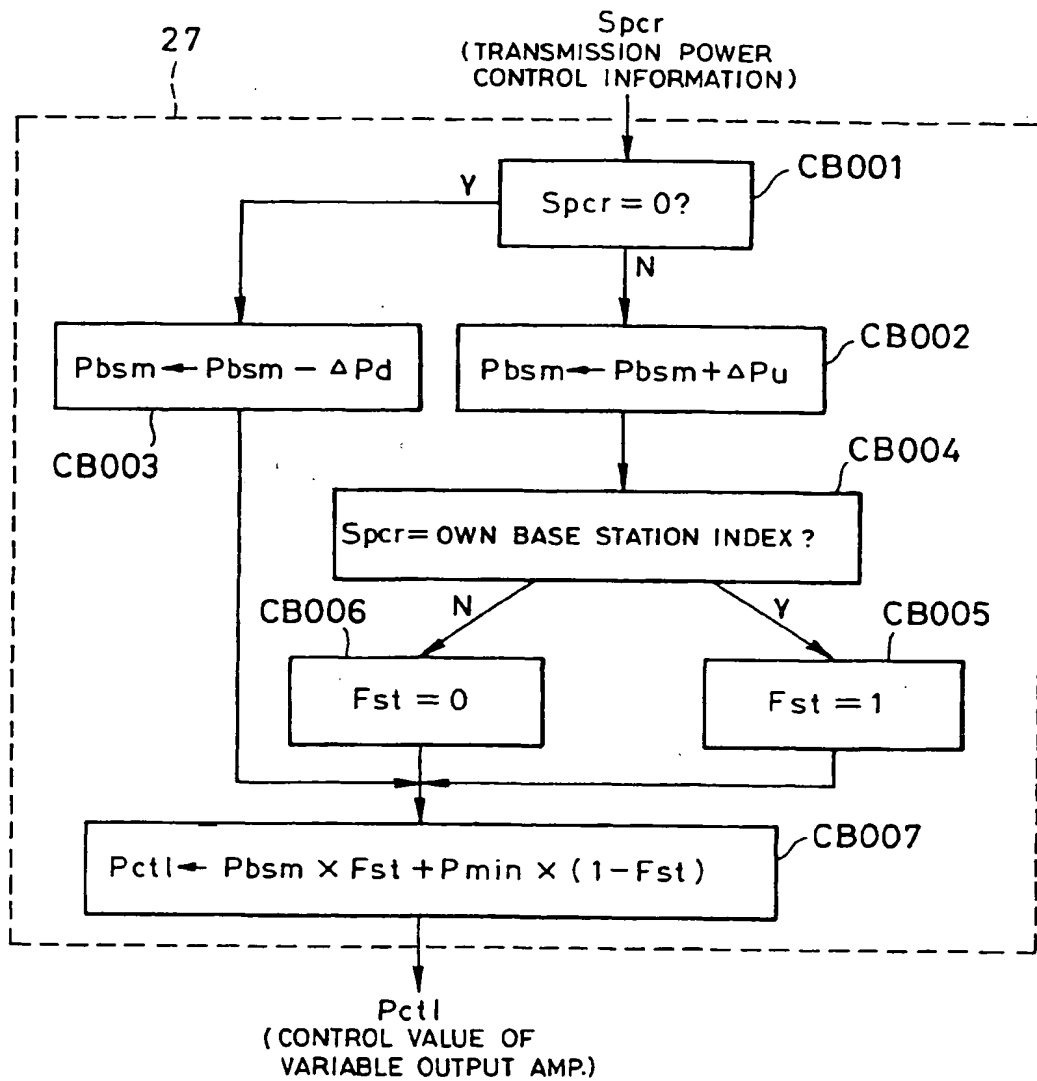 27
Spcr
(TRANSMISSION POWER
CONTROL INFORMATION)
CB001
Spcr = 0?
Y
N
CB002
Pbsm ← Pbsm − ΔPd
Pbsm ← Pbsm + ΔPu
CB003
CB004
Spcr = OWN BASE STATION INDEX?
CB006
N
Y
CB005
Fst = 0
Fst = 1
CB007
Pctl ← Pbsm × Fst + Pmin × (1−Fst)
Pctl
(CONTROL VALUE OF
VARIABLE OUTPUT AMP.)